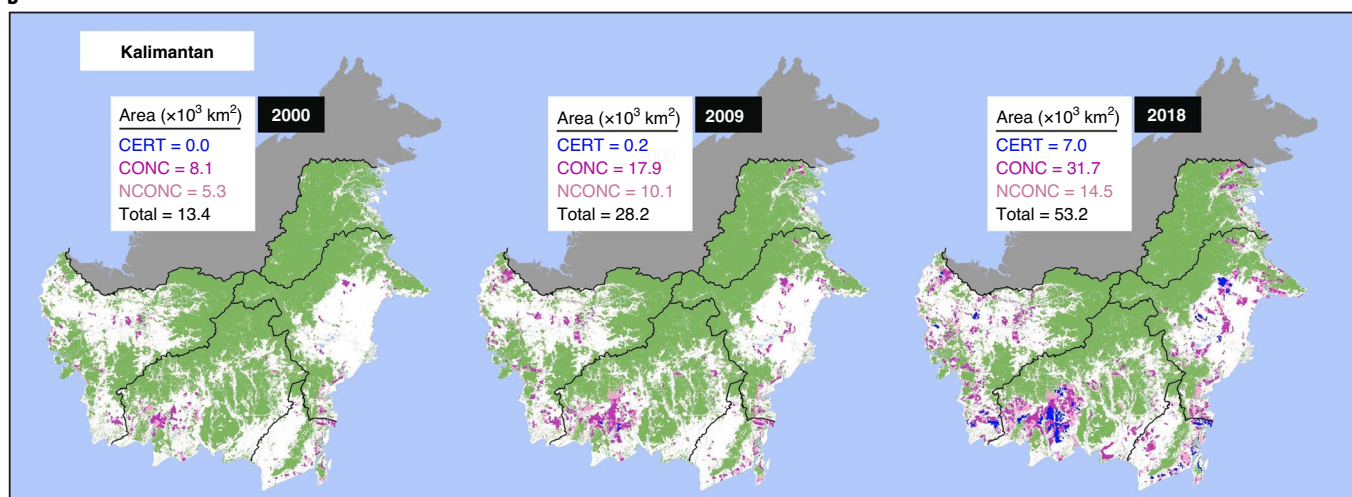 Kalimantan
Area (×10³ km²)
2000
CERT = 0.0
CONC = 8.1
NCONC = 5.3
Total = 13.4
Area (×10³ km²)
2009
CERT = 0.2
CONC = 17.9
NCONC = 10.1
Total = 28.2
Area (×10³ km²)
2018
CERT = 7.0
CONC = 31.7
NCONC = 14.5
Total = 53.2